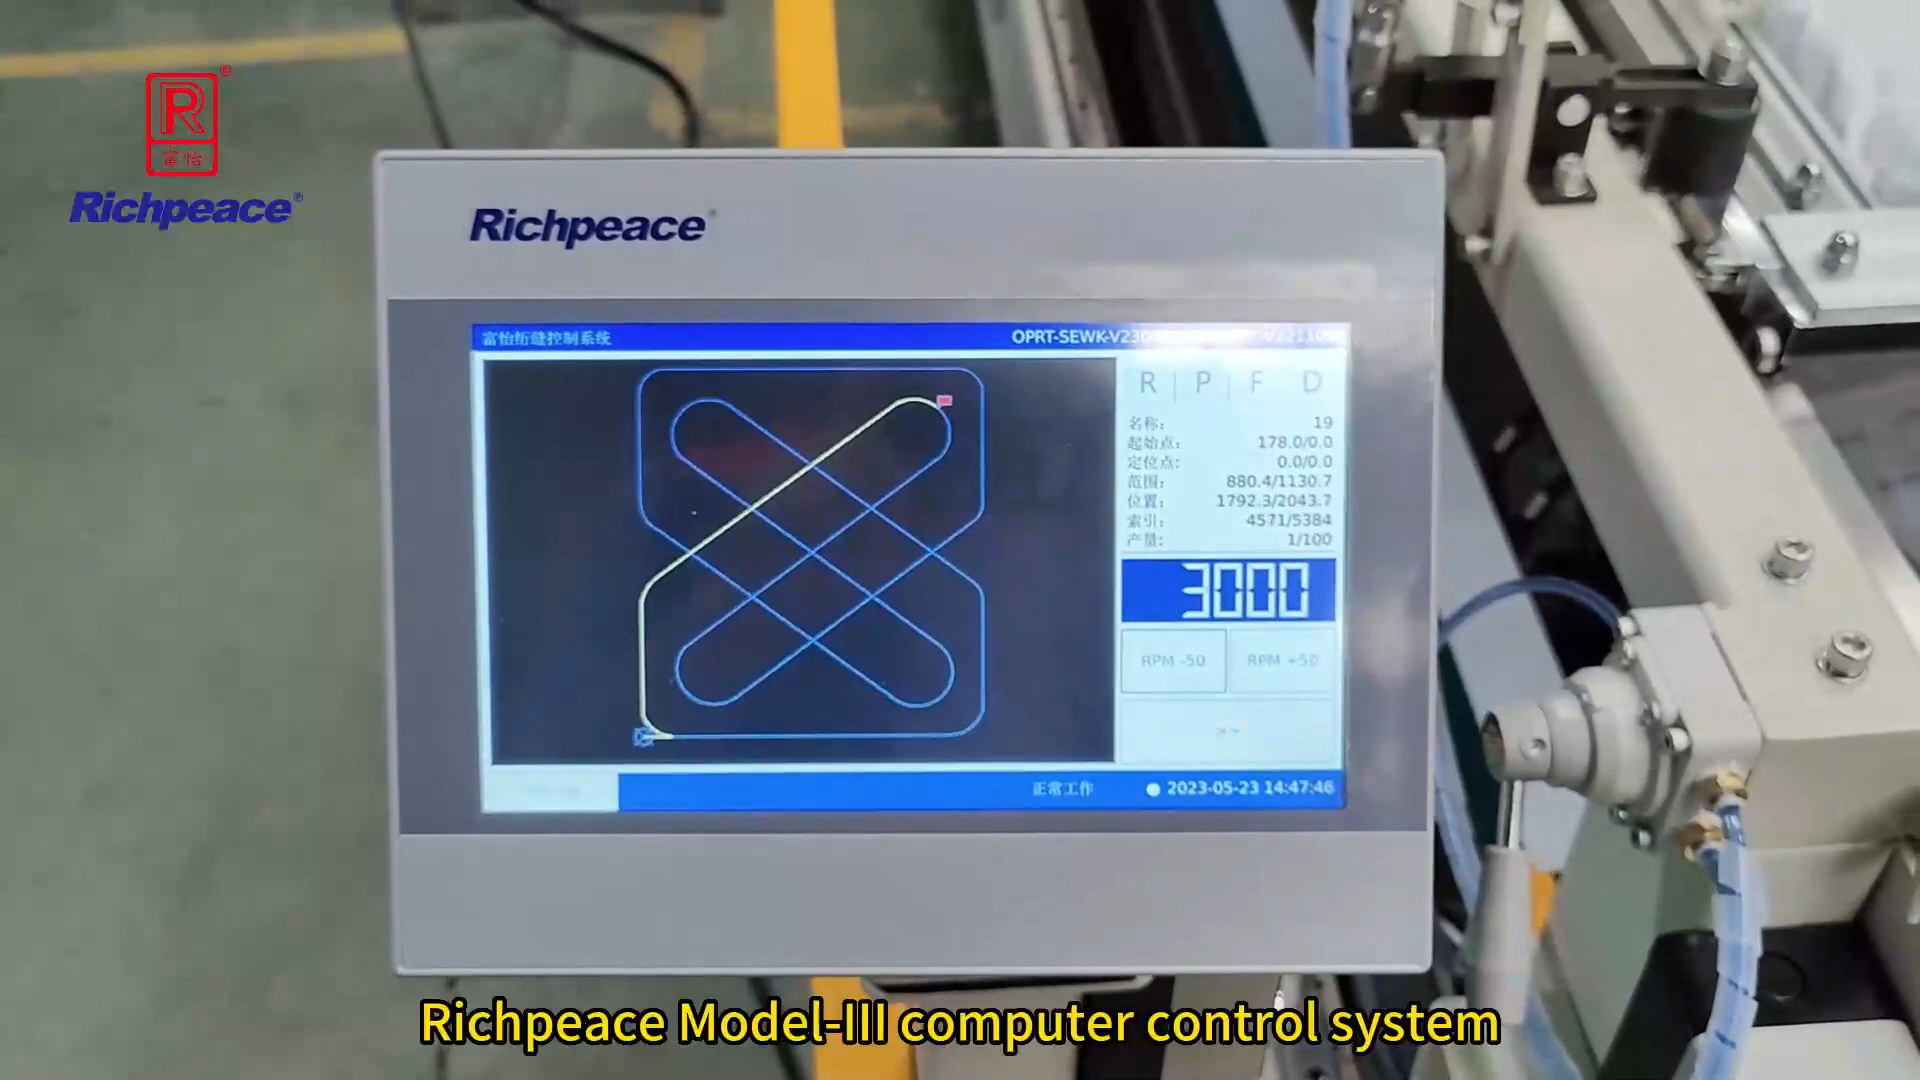 R®
富怡
Richpeace®
Richpeace
富怡绗缝控制系统
OPRT-SEWK-V230
R P F D
名称: 19
起始点: 178.0/0.0
定位点: 0.0/0.0
范围: 880.4/1130.7
位置: 1792.3/2043.7
索引: 4571/5384
产量: 1/100
3000
RPM -50
RPM +50
>>
正常工作
2023-05-23 14:47:46
Richpeace Model-III computer control system